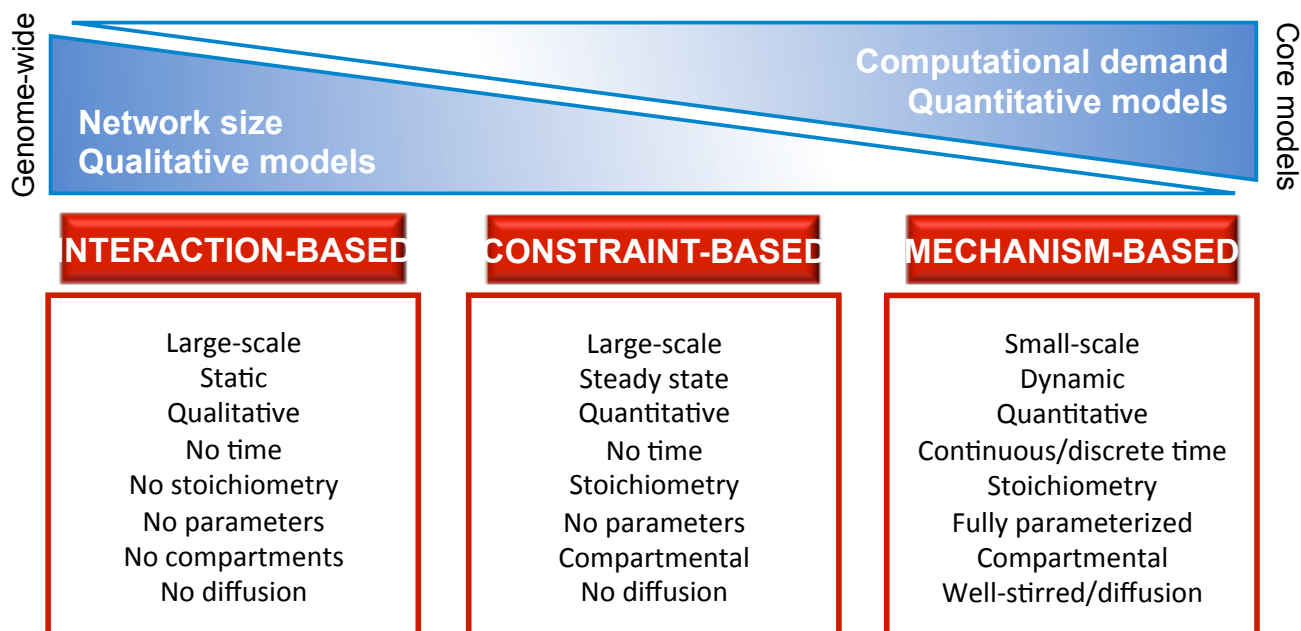 Genome-wide
Computational demand
Quantitative models
Network size
Qualitative models
Core models
INTERACTION-BASED
Large-scale
Static
Qualitative
No time
No stoichiometry
No parameters
No compartments
No diffusion
CONSTRAINT-BASED
Large-scale
Steady state
Quantitative
No time
Stoichiometry
No parameters
Compartmental
No diffusion
MECHANISM-BASED
Small-scale
Dynamic
Quantitative
Continuous/discrete time
Stoichiometry
Fully parameterized
Compartmental
Well-stirred/diffusion